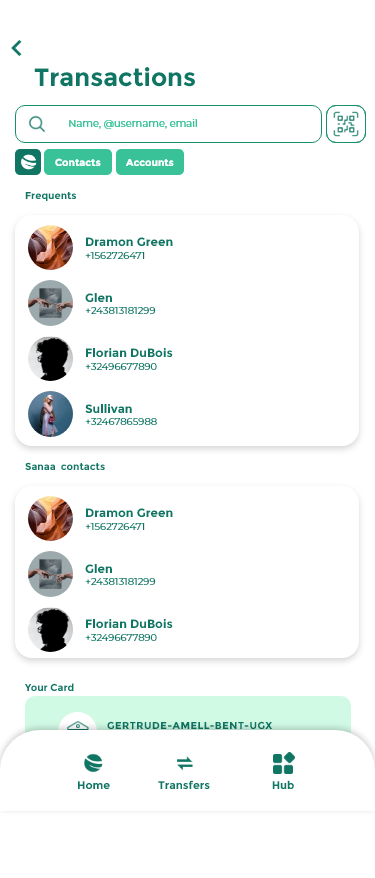 Transactions
Name, @username, email
Contacts
Accounts
Frequents
Dramon Green
+1562726471
Glen
+243813181299
Florian DuBois
+32496677890
Sullivan
+32467865988
Sanaa contacts
Dramon Green
+1562726471
Glen
+243813181299
Florian DuBois
+32496677890
Your Card
GERTRUDE-AMELL-BENT-UGX
Home
Transfers
Hub